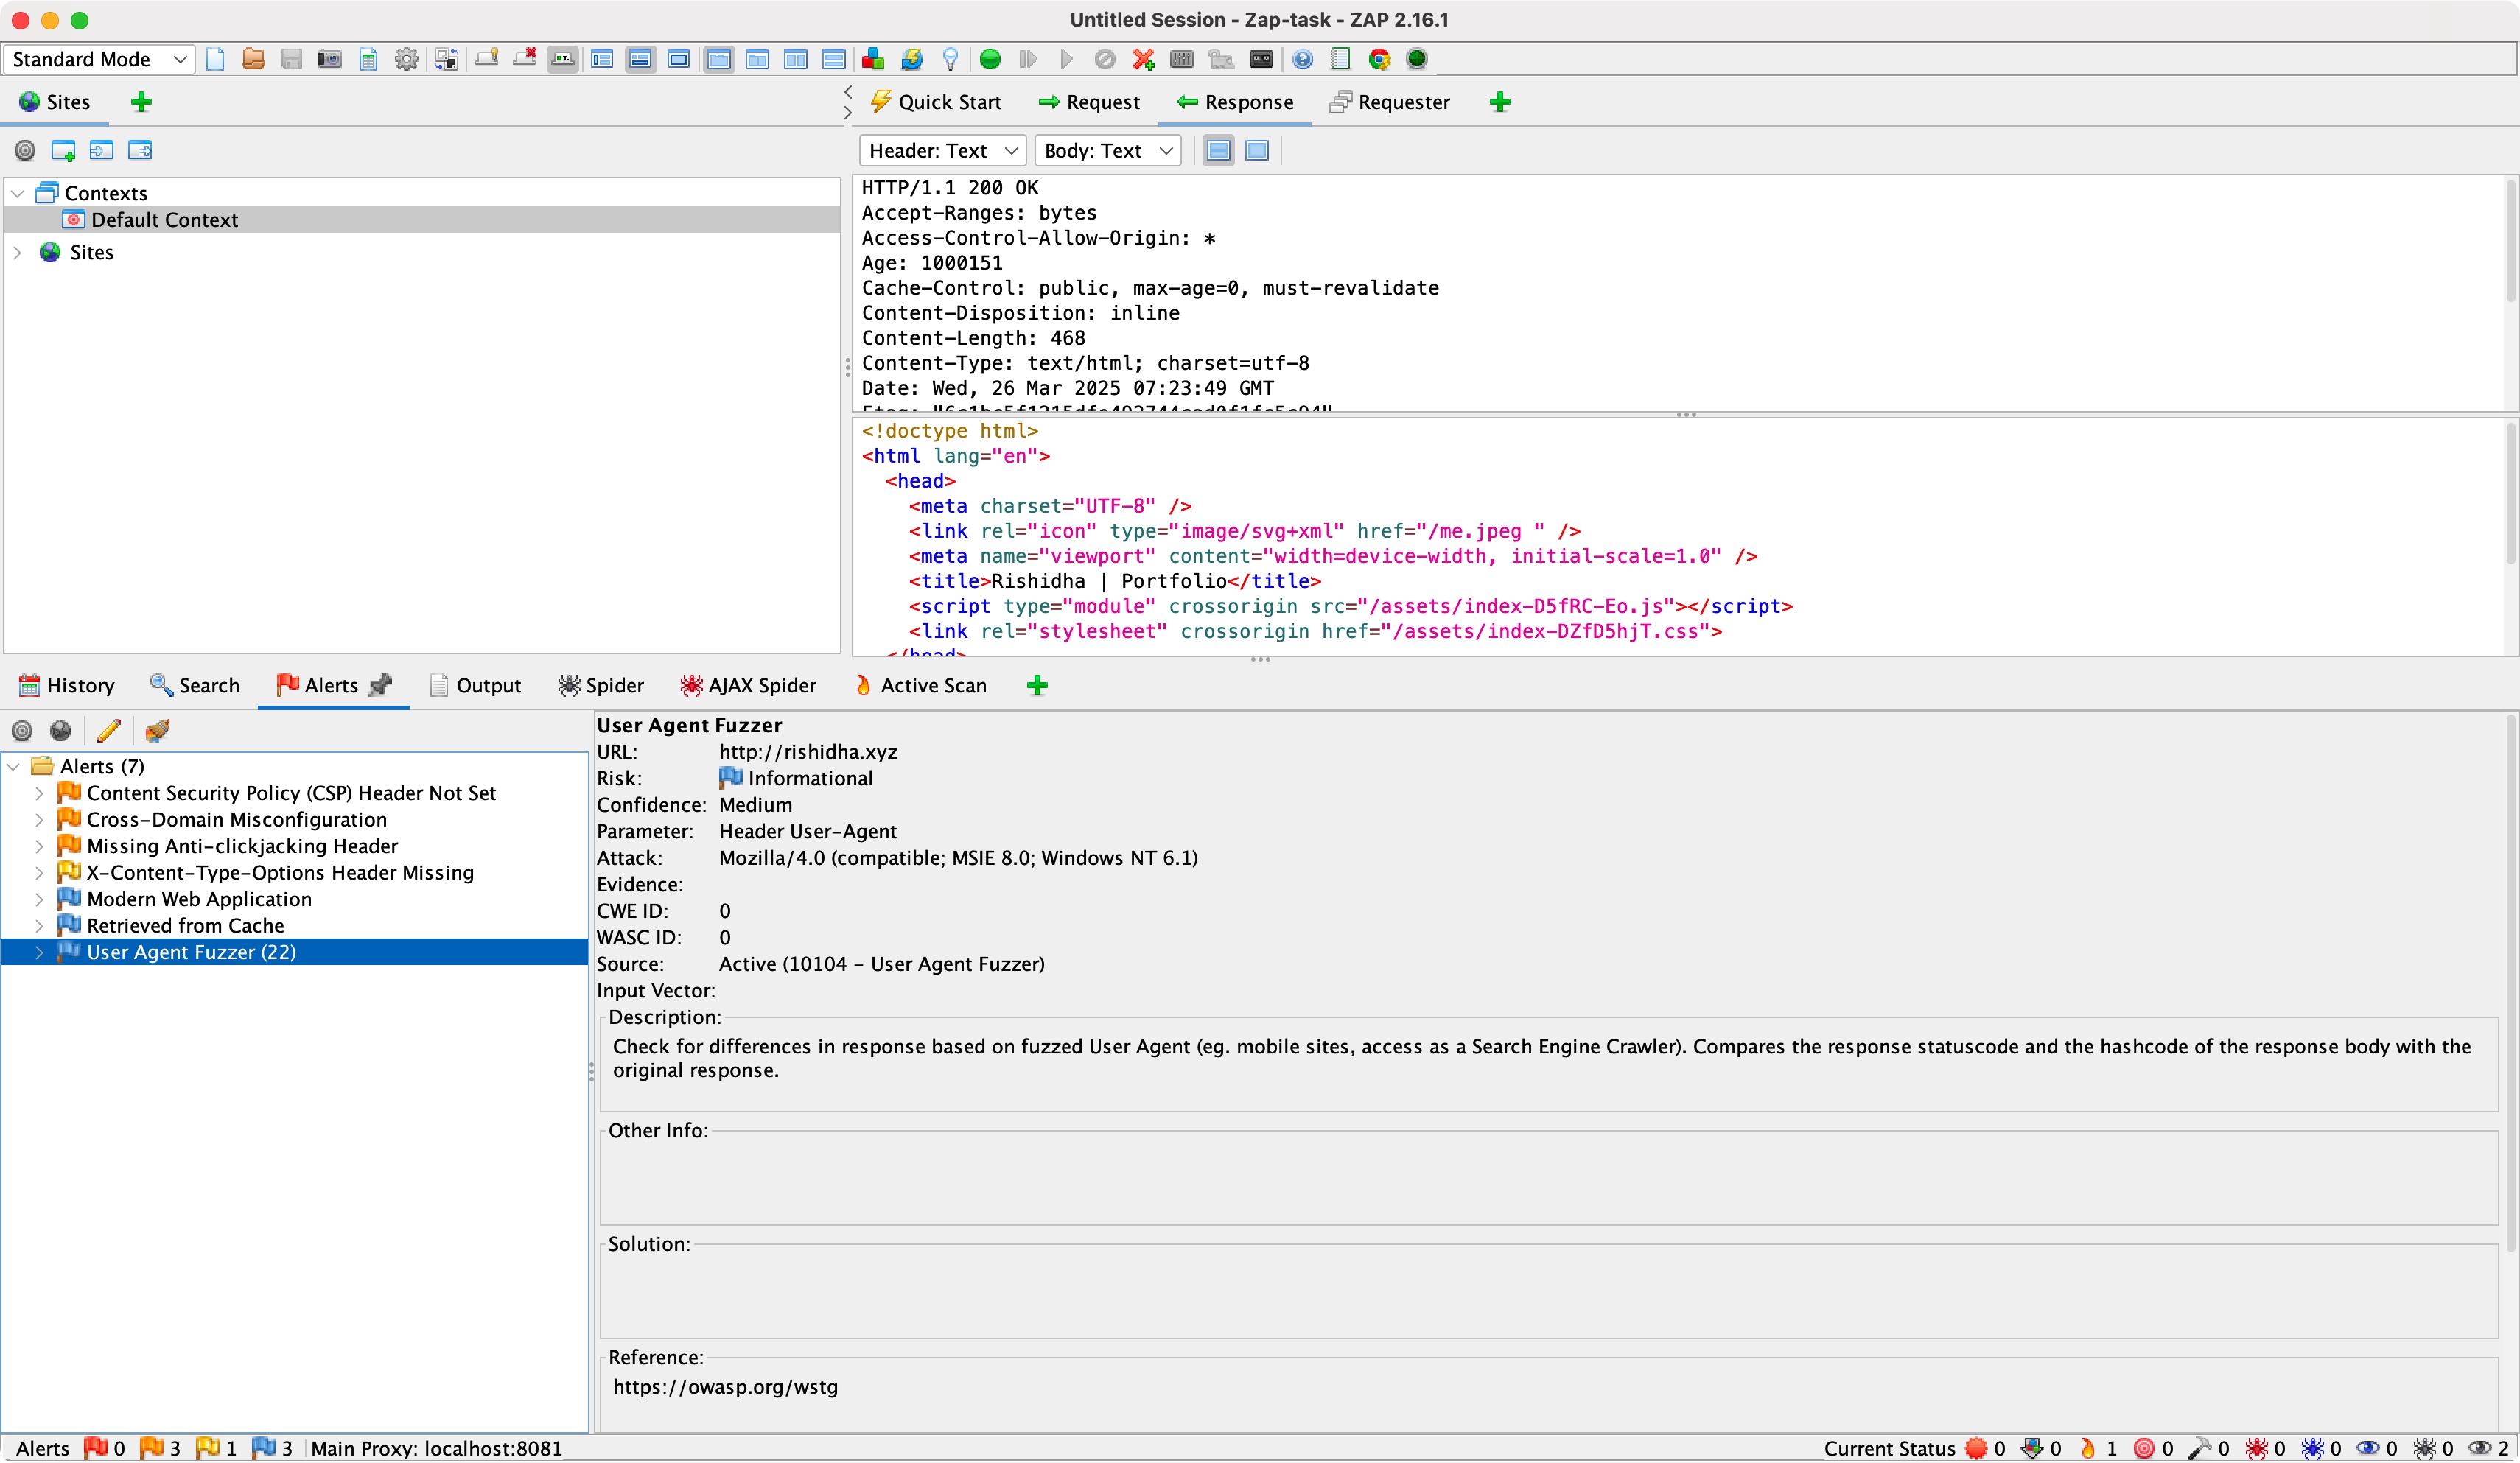 Untitled Session - Zap-task - ZAP 2.16.1
Standard Mode
Sites
Quick Start Request Response Requester
Header: Text Body: Text
Contexts
Default Context
Sites
HTTP/1.1 200 OK
Accept-Ranges: bytes
Access-Control-Allow-Origin: *
Age: 1000151
Cache-Control: public, max-age=0, must-revalidate
Content-Disposition: inline
Content-Length: 468
Content-Type: text/html; charset=utf-8
Date: Wed, 26 Mar 2025 07:23:49 GMT
<!doctype html>
<html lang="en">
<head>
<meta charset="UTF-8" />
<link rel="icon" type="image/svg+xml" href="/me.jpeg " />
<meta name="viewport" content="width=device-width, initial-scale=1.0" />
<title>Rishidha | Portfolio</title>
<script type="module" crossorigin src="/assets/index-D5fRC-Eo.js"></script>
<link rel="stylesheet" crossorigin href="/assets/index-DZfD5hjT.css">
</head>
History Search Alerts Output Spider AJAX Spider Active Scan
Alerts (7)
Content Security Policy (CSP) Header Not Set
Cross-Domain Misconfiguration
Missing Anti-clickjacking Header
X-Content-Type-Options Header Missing
Modern Web Application
Retrieved from Cache
User Agent Fuzzer (22)
User Agent Fuzzer
URL: http://rishidha.xyz
Risk: Informational
Confidence: Medium
Parameter: Header User-Agent
Attack: Mozilla/4.0 (compatible; MSIE 8.0; Windows NT 6.1)
Evidence:
CWE ID: 0
WASC ID: 0
Source: Active (10104 - User Agent Fuzzer)
Input Vector:
Description:
Check for differences in response based on fuzzed User Agent (eg. mobile sites, access as a Search Engine Crawler). Compares the response statuscode and the hashcode of the response body with the
original response.
Other Info:
Solution:
Reference:
https://owasp.org/wstg
Alerts 0 3 1 3 Main Proxy: localhost:8081
Current Status 0 0 1 0 0 0 0 0 0 2